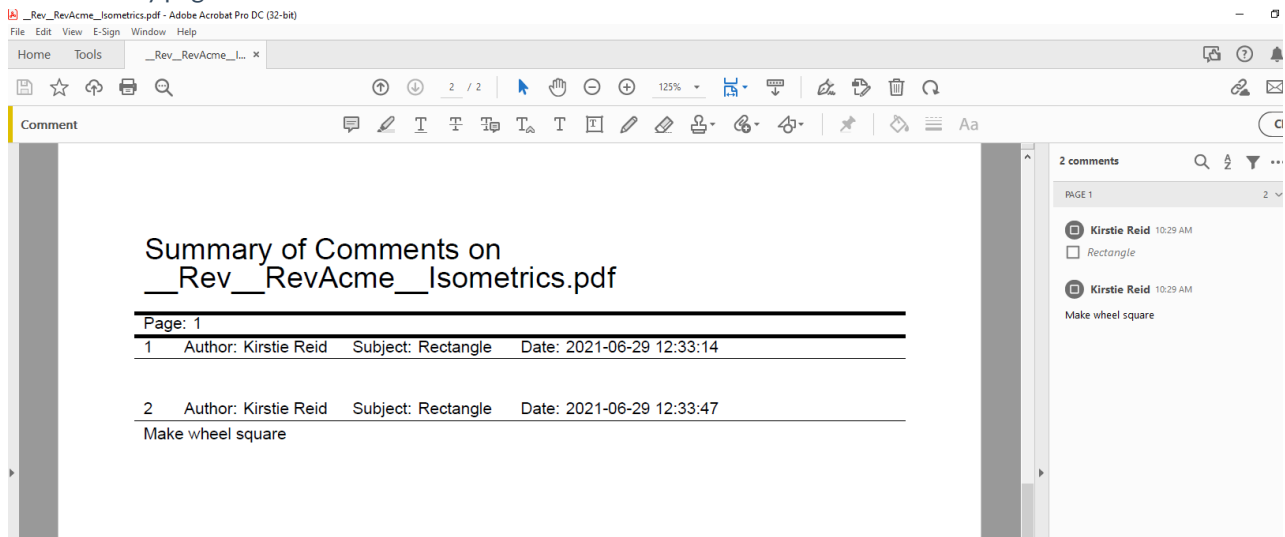 __Rev__RevAcme__Isometrics.pdf - Adobe Acrobat Pro DC (32-bit)
File Edit View E-Sign Window Help
Home Tools __Rev__RevAcme__I... ×
2 / 2 125%
Comment
T T T T T T Aa
2 comments
PAGE 1 2
Kirstie Reid 10:29 AM
Rectangle
Kirstie Reid 10:29 AM
Make wheel square
Summary of Comments on
__Rev__RevAcme__Isometrics.pdf
Page: 1
1 Author: Kirstie Reid Subject: Rectangle Date: 2021-06-29 12:33:14
2 Author: Kirstie Reid Subject: Rectangle Date: 2021-06-29 12:33:47
Make wheel square